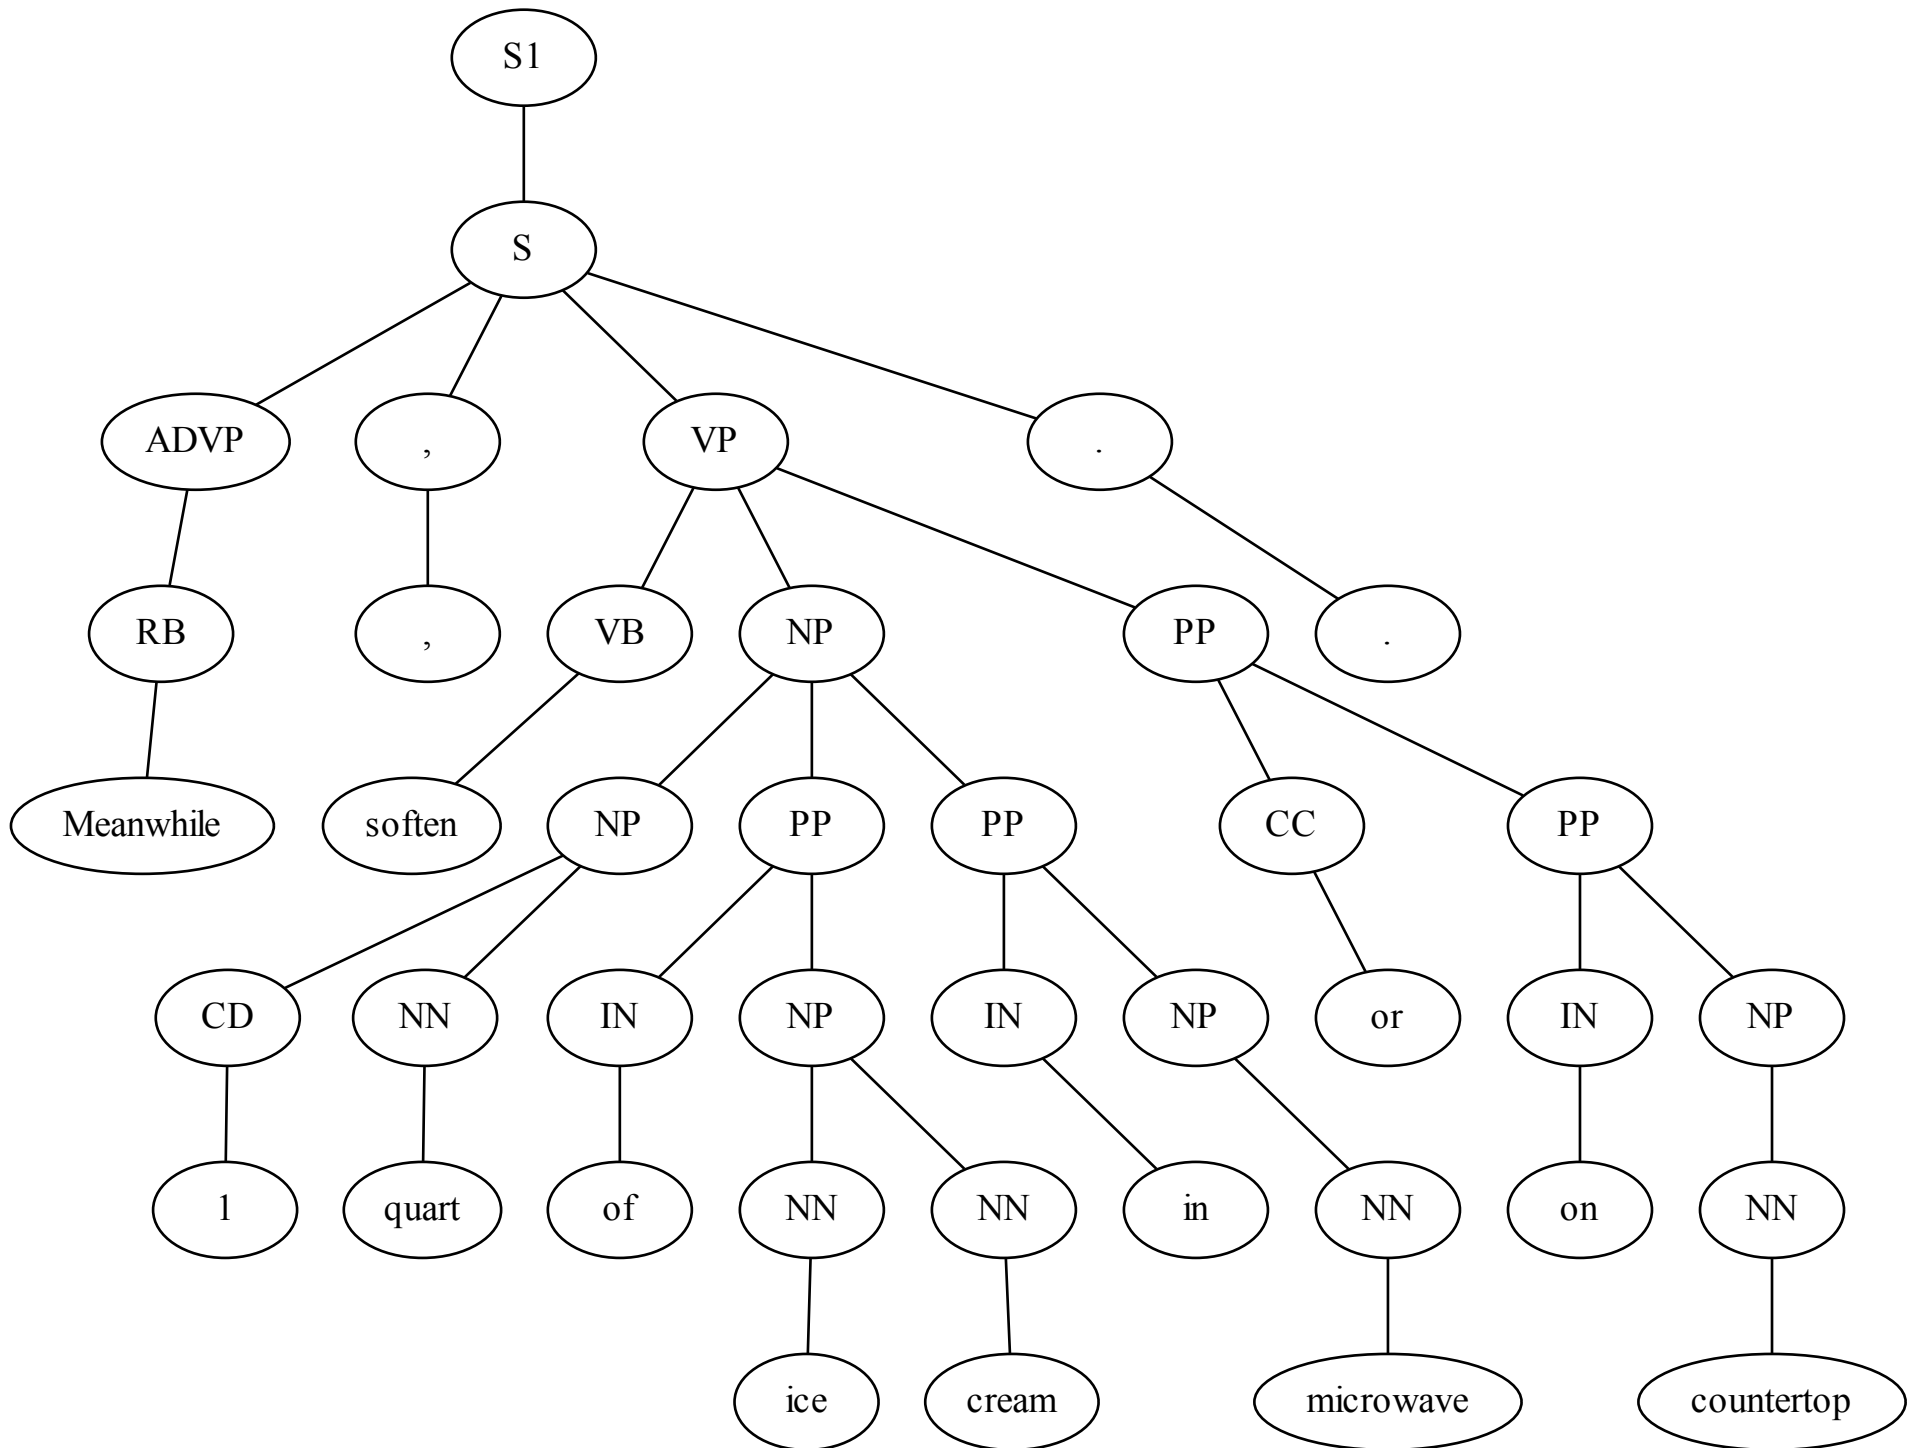 S1
S
ADVP , VP .
RB , VB NP PP .
Meanwhile soften NP PP PP CC PP
CD NN IN NP IN NP or IN NP
1 quart of NN NN in NN on NN
ice cream microwave countertop